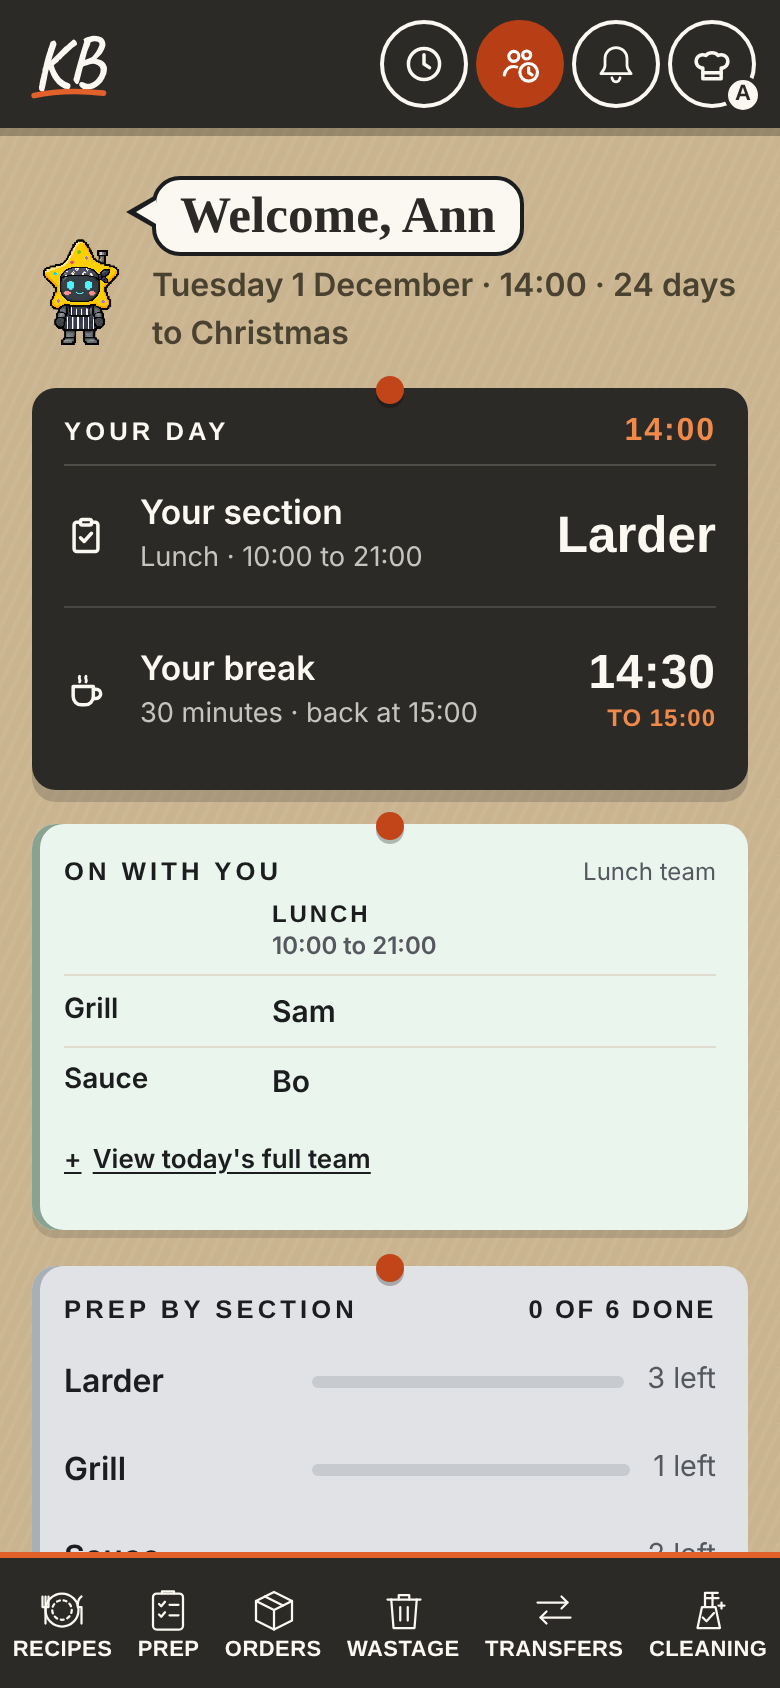 KB
A
Welcome, Ann
Tuesday 1 December · 14:00 · 24 days
to Christmas
YOUR DAY
14:00
Your section
Lunch · 10:00 to 21:00
Larder
Your break
30 minutes · back at 15:00
14:30
TO 15:00
ON WITH YOU
Lunch team
LUNCH
10:00 to 21:00
Grill
Sam
Sauce
Bo
+ View today's full team
PREP BY SECTION
0 OF 6 DONE
Larder
3 left
Grill
1 left
RECIPES
PREP
ORDERS
WASTAGE
TRANSFERS
CLEANING